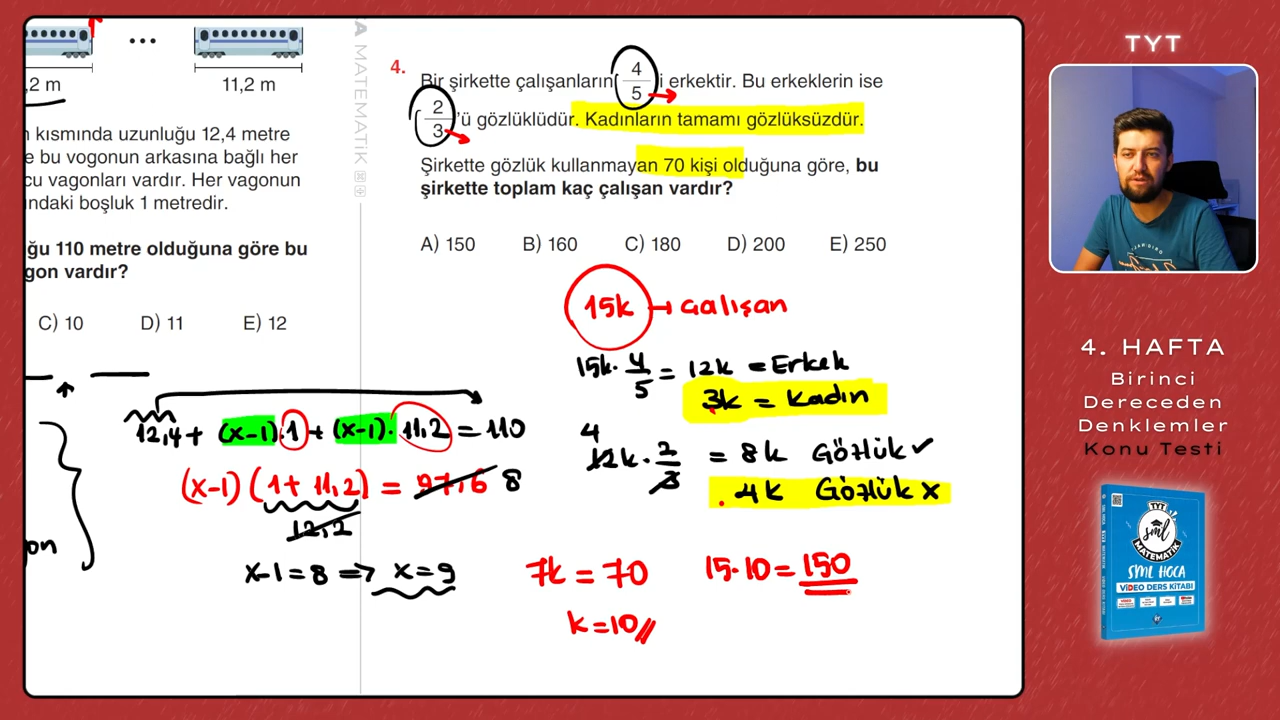 11,2 m
,2 m
n kısmında uzunluğu 12,4 metre
e bu vogonun arkasına bağlı her
cu vagonları vardır. Her vagonun
ındaki boşluk 1 metredir.
ğu 110 metre olduğuna göre bu
gon vardır?
C) 10 D) 11 E) 12
12,4 + (x-1).1 + (x-1).11,2 = 110
(x-1) (1 + 11,2) = 97,6 8
12,2
x-1 = 8 => x = 9
on
A MATEMATİK
4.
Bir şirkette çalışanların 4/5 i erkektir. Bu erkeklerin ise
2/3 'ü gözlüklüdür. Kadınların tamamı gözlüksüzdür.
Şirkette gözlük kullanmayan 70 kişi olduğuna göre, bu
şirkette toplam kaç çalışan vardır?
A) 150 B) 160 C) 180 D) 200 E) 250
15k → Çalışan
15k . 4/5 = 12k = Erkek
3k = Kadın
4
12k . 2/3 = 8k Gözlük ✓
4k Gözlük x
7k = 70 15.10 = 150
k = 10
TYT
4. HAFTA
Birinci
Dereceden
Denklemler
Konu Testi
TYT
sml
MATEMATİK
SML HOCA
VİDEO DERS KİTABI